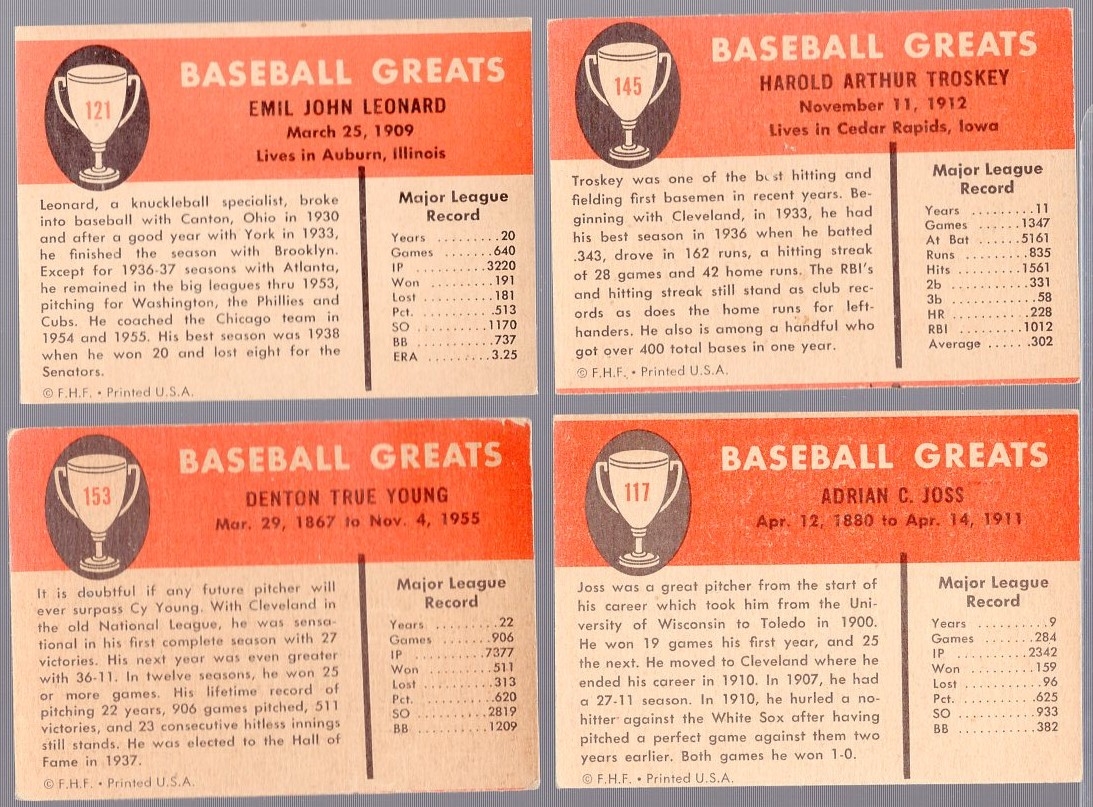 121
BASEBALL GREATS
EMIL JOHN LEONARD
March 25, 1909
Lives in Auburn, Illinois
Leonard, a knuckleball specialist, broke
into baseball with Canton, Ohio in 1930
and after a good year with York in 1933,
he finished the season with Brooklyn.
Except for 1936-37 seasons with Atlanta,
he remained in the big leagues thru 1953,
pitching for Washington, the Phillies and
Cubs. He coached the Chicago team in
1954 and 1955. His best season was 1938
when he won 20 and lost eight for the
Senators.
© F.H.F. • Printed U.S.A.
Major League
Record
Years ........20
Games .......640
IP ..........3220
Won .........191
Lost .........181
Pct. .........513
SO .........1170
BB ..........737
ERA ........3.25
145
BASEBALL GREATS
HAROLD ARTHUR TROSKEY
November 11, 1912
Lives in Cedar Rapids, Iowa
Troskey was one of the best hitting and
fielding first basemen in recent years. Be-
ginning with Cleveland, in 1933, he had
his best season in 1936 when he batted
.343, drove in 162 runs, a hitting streak
of 28 games and 42 home runs. The RBI's
and hitting streak still stand as club rec-
ords as does the home runs for left-
handers. He also is among a handful who
got over 400 total bases in one year.
© F.H.F. • Printed U.S.A.
Major League
Record
Years .........11
Games .......1347
At Bat ......5161
Runs ........835
Hits ........1561
2b ..........331
3b ...........58
HR ..........228
RBI ........1012
Average ......302
153
BASEBALL GREATS
DENTON TRUE YOUNG
Mar. 29, 1867 to Nov. 4, 1955
It is doubtful if any future pitcher will
ever surpass Cy Young. With Cleveland in
the old National League, he was sensa-
tional in his first complete season with 27
victories. His next year was even greater
with 36-11. In twelve seasons, he won 25
or more games. His lifetime record of
pitching 22 years, 906 games pitched, 511
victories, and 23 consecutive hitless innings
still stands. He was elected to the Hall of
Fame in 1937.
© F.H.F. • Printed U.S.A.
Major League
Record
Years .........22
Games .......906
IP ..........7377
Won .........511
Lost .........313
Pct. .........620
SO .........2819
BB .........1209
117
BASEBALL GREATS
ADRIAN C. JOSS
Apr. 12, 1880 to Apr. 14, 1911
Joss was a great pitcher from the start of
his career which took him from the Uni-
versity of Wisconsin to Toledo in 1900.
He won 19 games his first year, and 25
the next. He moved to Cleveland where he
ended his career in 1910. In 1907, he had
a 27-11 season. In 1910, he hurled a no-
hitter against the White Sox after having
pitched a perfect game against them two
years earlier. Both games he won 1-0.
© F.H.F. • Printed U.S.A.
Major League
Record
Years ..........9
Games .......284
IP ..........2342
Won .........159
Lost ..........96
Pct. .........625
SO ..........933
BB ..........382